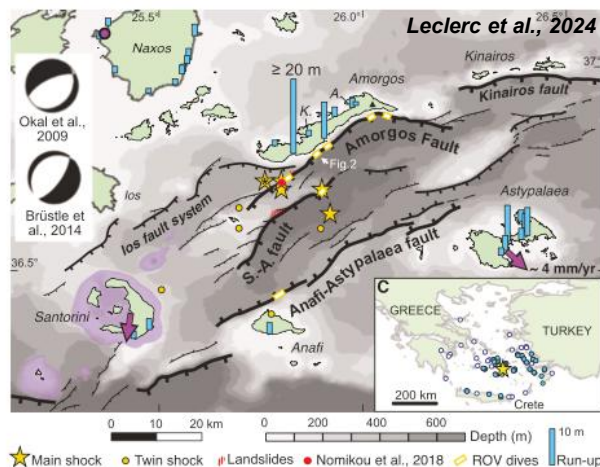 25.5°
26.0°
26.5°
Leclerc et al., 2024
37°
Naxos
Okal et al.,
2009
Brüstle
et al., 2014
≥ 20 m
Amorgos
K.
A.
Kinairos
Kinairos fault
Amorgos Fault
Fig.2
Ios
Ios fault system
S.-A. fault
Anafi-Astypalaea fault
Astypalaea
~ 4 mm/yr
36.5°
Santorini
Anafi
C
GREECE
TURKEY
200 km
Crete
0 10 20 km
0 200 400 600
Depth (m)
10 m
Main shock
Twin shock
Landslides
Nomikou et al., 2018
ROV dives
Run-up